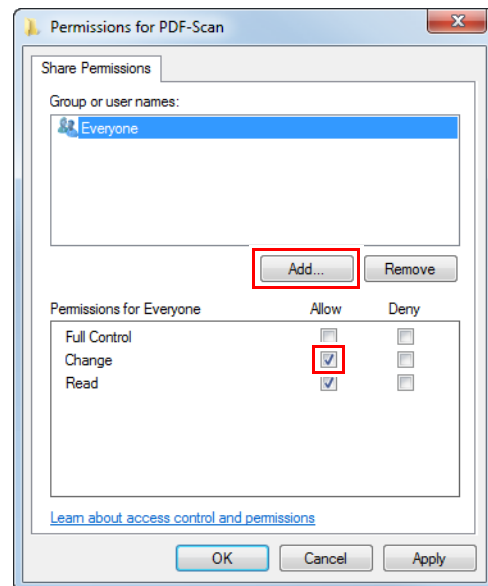 Permissions for PDF-Scan
Share Permissions
Group or user names:
Everyone
Add... Remove
Permissions for Everyone Allow Deny
Full Control
Change
Read
Learn about access control and permissions
OK Cancel Apply